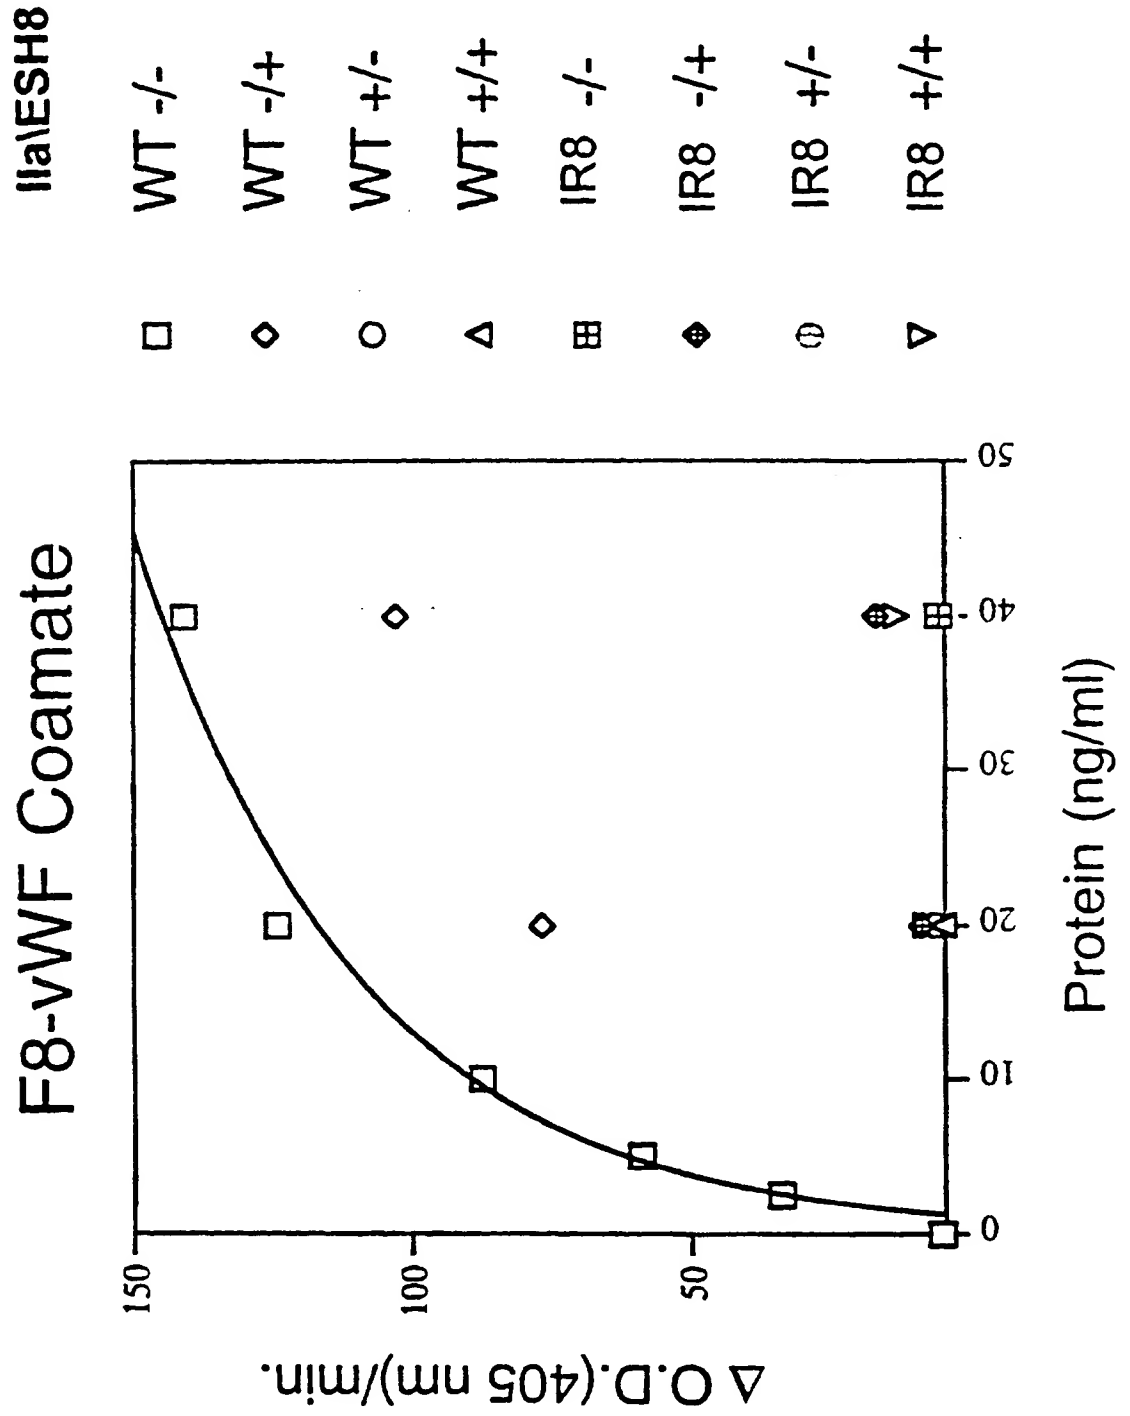 F8-vWF Coamate
IIa\ESH8
WT -/-
WT -/+
WT +/-
WT +/+
IR8 -/-
IR8 -/+
IR8 +/-
IR8 +/+
Δ O.D.(405 nm)/min.
150
100
50
0
10
20
30
40
50
Protein (ng/ml)